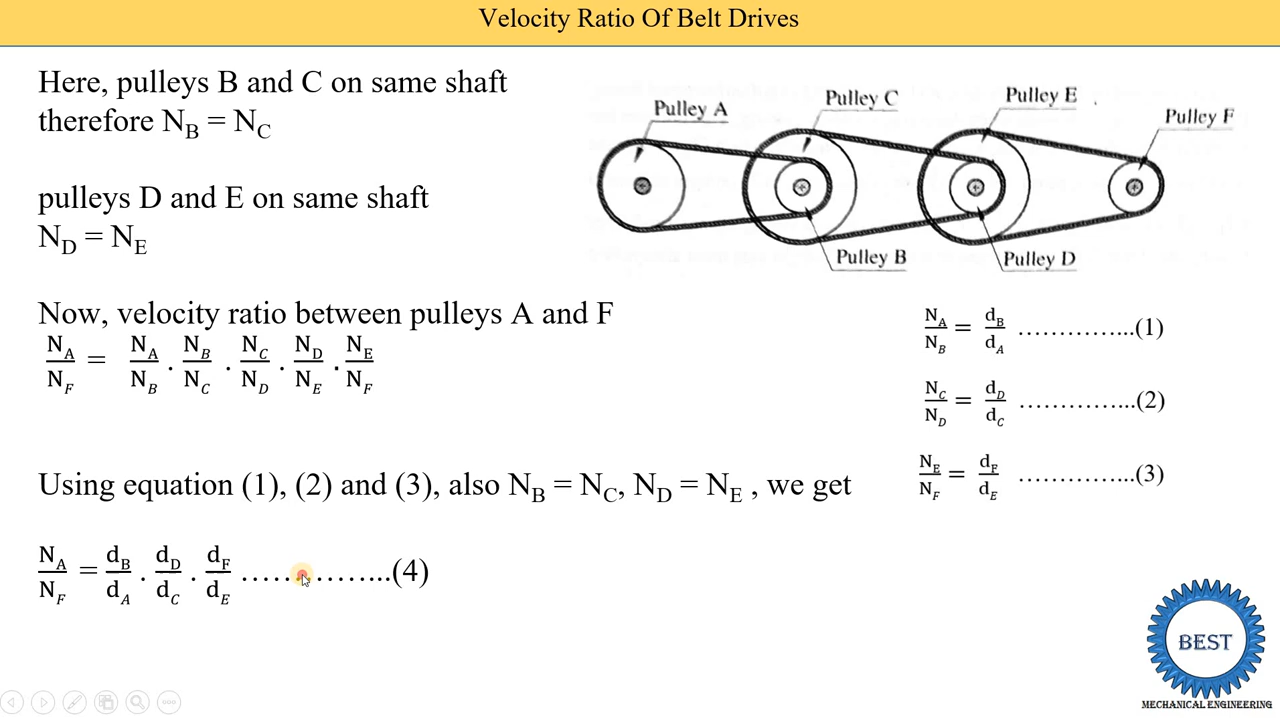 Velocity Ratio Of Belt Drives
Here, pulleys B and C on same shaft
therefore N_B = N_C
pulleys D and E on same shaft
N_D = N_E
Pulley A
Pulley C
Pulley E
Pulley F
Pulley B
Pulley D
Now, velocity ratio between pulleys A and F
N_A/N_F = N_A/N_B . N_B/N_C . N_C/N_D . N_D/N_E . N_E/N_F
N_A/N_B = d_B/d_A …………...(1)
N_C/N_D = d_D/d_C …………...(2)
N_E/N_F = d_F/d_E …………...(3)
Using equation (1), (2) and (3), also N_B = N_C, N_D = N_E , we get
N_A/N_F = d_B/d_A . d_D/d_C . d_F/d_E ……………..(4)
BEST
MECHANICAL ENGINEERING